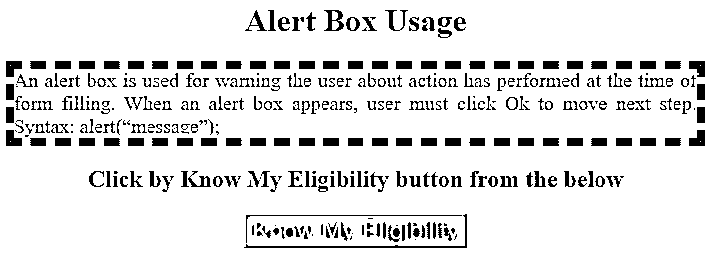 Alert Box Usage
An alert box is used for warning the user about action has performed at the time of
form filling. When an alert box appears, user must click Ok to move next step.
Syntax: alert(“message”);
Click by Know My Eligibility button from the below
Know My Eligibility